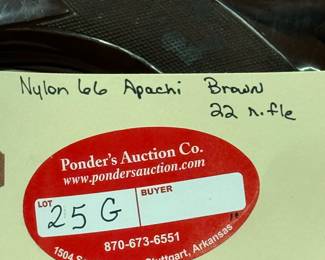 Nylon 66 Apachi Brown
22 rifle
Ponder's Auction Co.
www.pondersauction.com
LOT
BUYER
25 G
870-673-6551
1504 Stuttgart, Arkansas